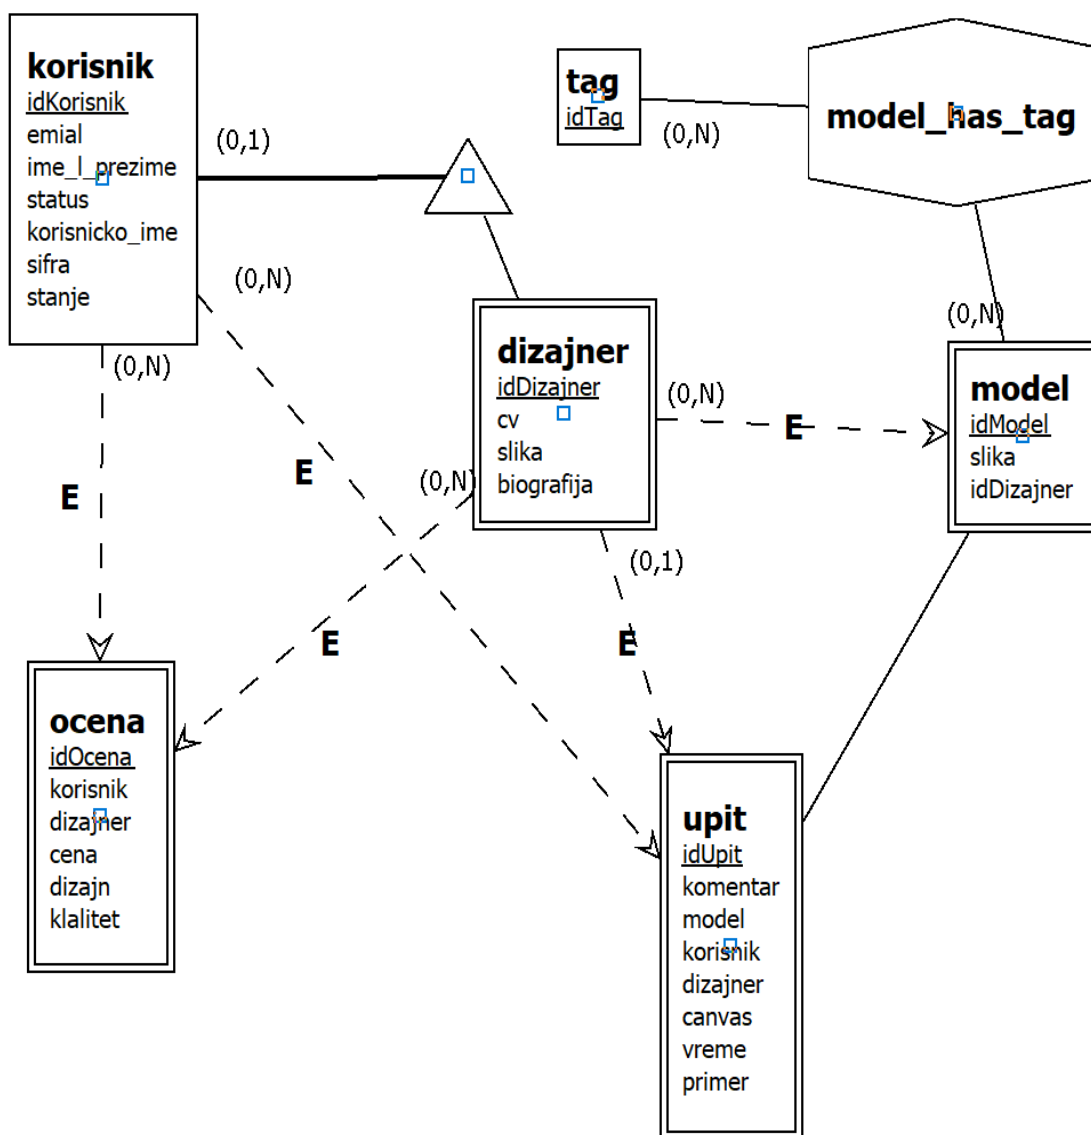 korisnik
idKorisnik
emial
ime_I_prezime
status
korisnicko_ime
sifra
stanje
(0,1)
tag
idTag
(0,N)
model_has_tag
(0,N)
(0,N)
(0,N)
dizajner
idDizajner
cv
slika
biografija
(0,N)
E
model
idModel
slika
idDizajner
E
E
(0,N)
(0,1)
E
E
ocena
idOcena
korisnik
dizajner
cena
dizajn
klalitet
upit
idUpit
komentar
model
korisnik
dizajner
canvas
vreme
primer